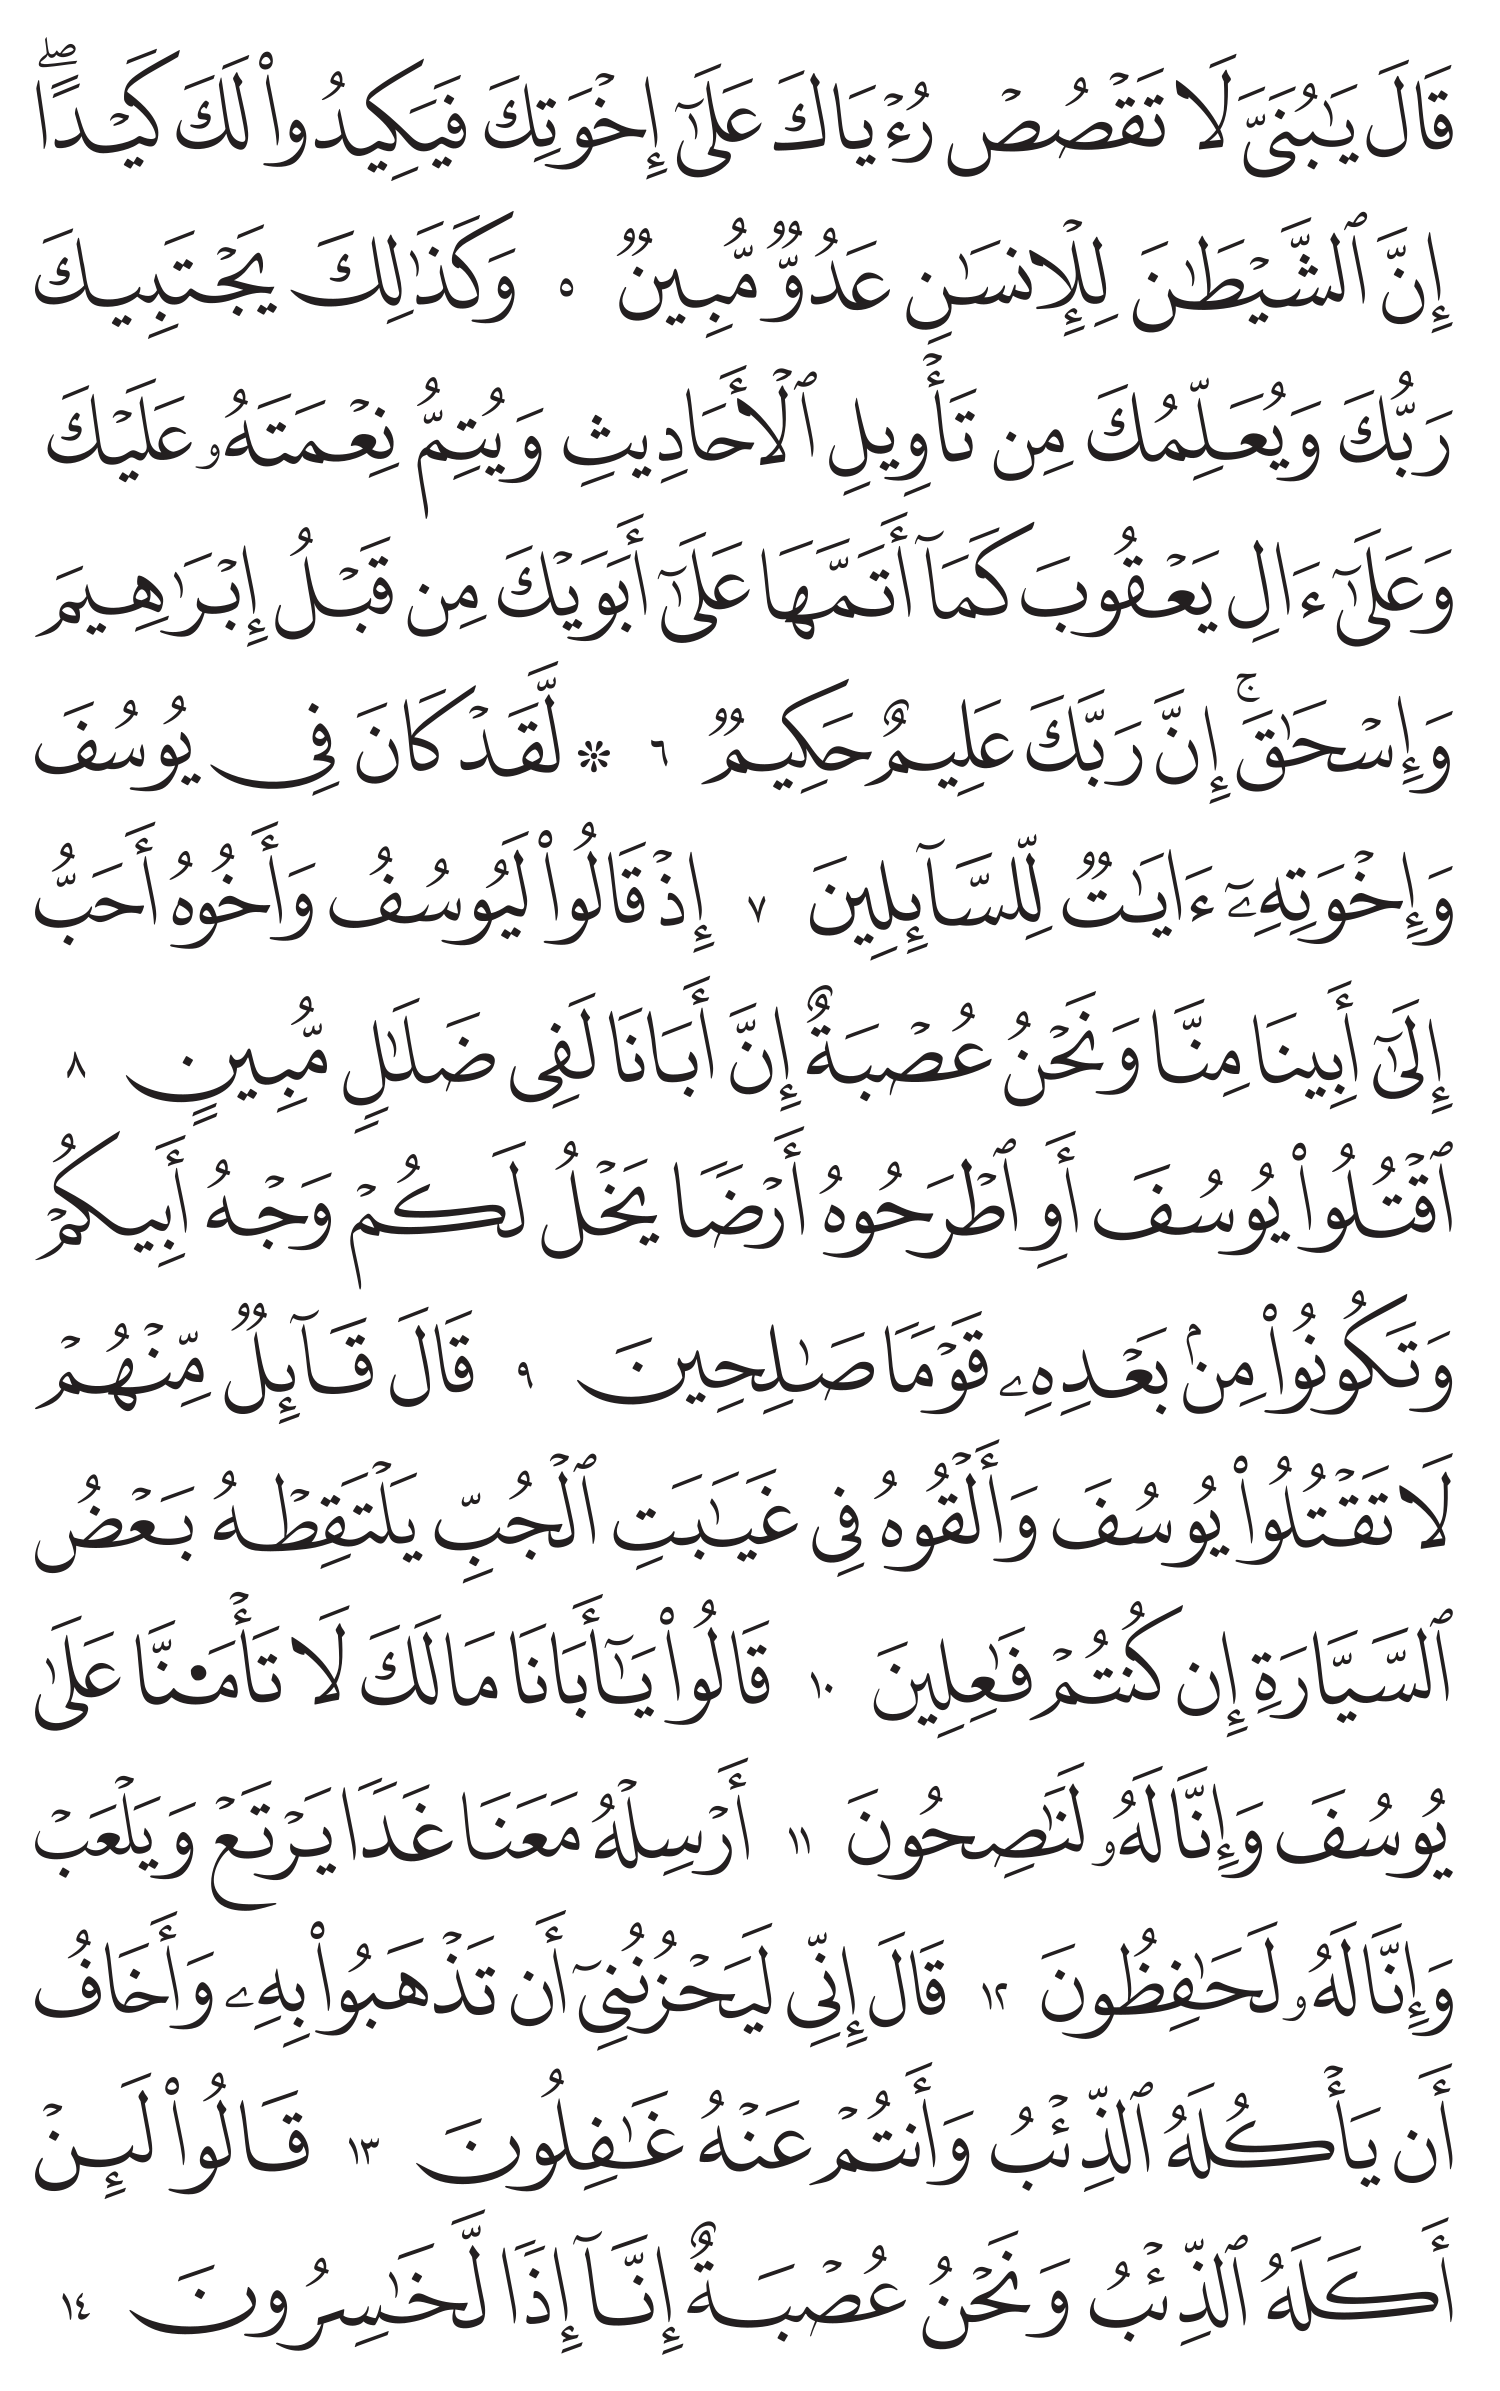 قَالَ يَٰبُنَىَّ لَا تَقۡصُصۡ رُءۡيَاكَ عَلَىٰٓ إِخۡوَتِكَ فَيَكِيدُواْ لَكَ كَيۡدًاۖ
إِنَّ ٱلشَّيۡطَٰنَ لِلۡإِنسَٰنِ عَدُوّٞ مُّبِينٞ ٥ وَكَذَٰلِكَ يَجۡتَبِيكَ
رَبُّكَ وَيُعَلِّمُكَ مِن تَأۡوِيلِ ٱلۡأَحَادِيثِ وَيُتِمُّ نِعۡمَتَهُۥ عَلَيۡكَ
وَعَلَىٰٓ ءَالِ يَعۡقُوبَ كَمَآ أَتَمَّهَا عَلَىٰٓ أَبَوَيۡكَ مِن قَبۡلُ إِبۡرَٰهِيمَ
وَإِسۡحَٰقَۚ إِنَّ رَبَّكَ عَلِيمٌ حَكِيمٞ ٦ ۞ لَّقَدۡ كَانَ فِى يُوسُفَ
وَإِخۡوَتِهِۦٓ ءَايَٰتٞ لِّلسَّآئِلِينَ ٧ إِذۡ قَالُواْ لَيُوسُفُ وَأَخُوهُ أَحَبُّ
إِلَىٰٓ أَبِينَا مِنَّا وَنَحۡنُ عُصۡبَةٌ إِنَّ أَبَانَا لَفِى ضَلَٰلٖ مُّبِينٍ ٨
ٱقۡتُلُواْ يُوسُفَ أَوِ ٱطۡرَحُوهُ أَرۡضٗا يَخۡلُ لَكُمۡ وَجۡهُ أَبِيكُمۡ
وَتَكُونُواْ مِنۢ بَعۡدِهِۦ قَوۡمٗا صَٰلِحِينَ ٩ قَالَ قَآئِلٞ مِّنۡهُمۡ
لَا تَقۡتُلُواْ يُوسُفَ وَأَلۡقُوهُ فِى غَيَٰبَتِ ٱلۡجُبِّ يَلۡتَقِطۡهُ بَعۡضُ
ٱلسَّيَّارَةِ إِن كُنتُمۡ فَٰعِلِينَ ١٠ قَالُواْ يَٰٓأَبَانَا مَالَكَ لَا تَأۡمَ۬نَّا عَلَىٰ
يُوسُفَ وَإِنَّا لَهُۥ لَنَٰصِحُونَ ١١ أَرۡسِلۡهُ مَعَنَا غَدٗا يَرۡتَعۡ وَيَلۡعَبۡ
وَإِنَّا لَهُۥ لَحَٰفِظُونَ ١٢ قَالَ إِنِّى لَيَحۡزُنُنِىٓ أَن تَذۡهَبُواْ بِهِۦ وَأَخَافُ
أَن يَأۡكُلَهُ ٱلذِّئۡبُ وَأَنتُمۡ عَنۡهُ غَٰفِلُونَ ١٣ قَالُواْ لَئِنۡ
أَكَلَهُ ٱلذِّئۡبُ وَنَحۡنُ عُصۡبَةٌ إِنَّآ إِذٗا لَّخَٰسِرُونَ ١٤